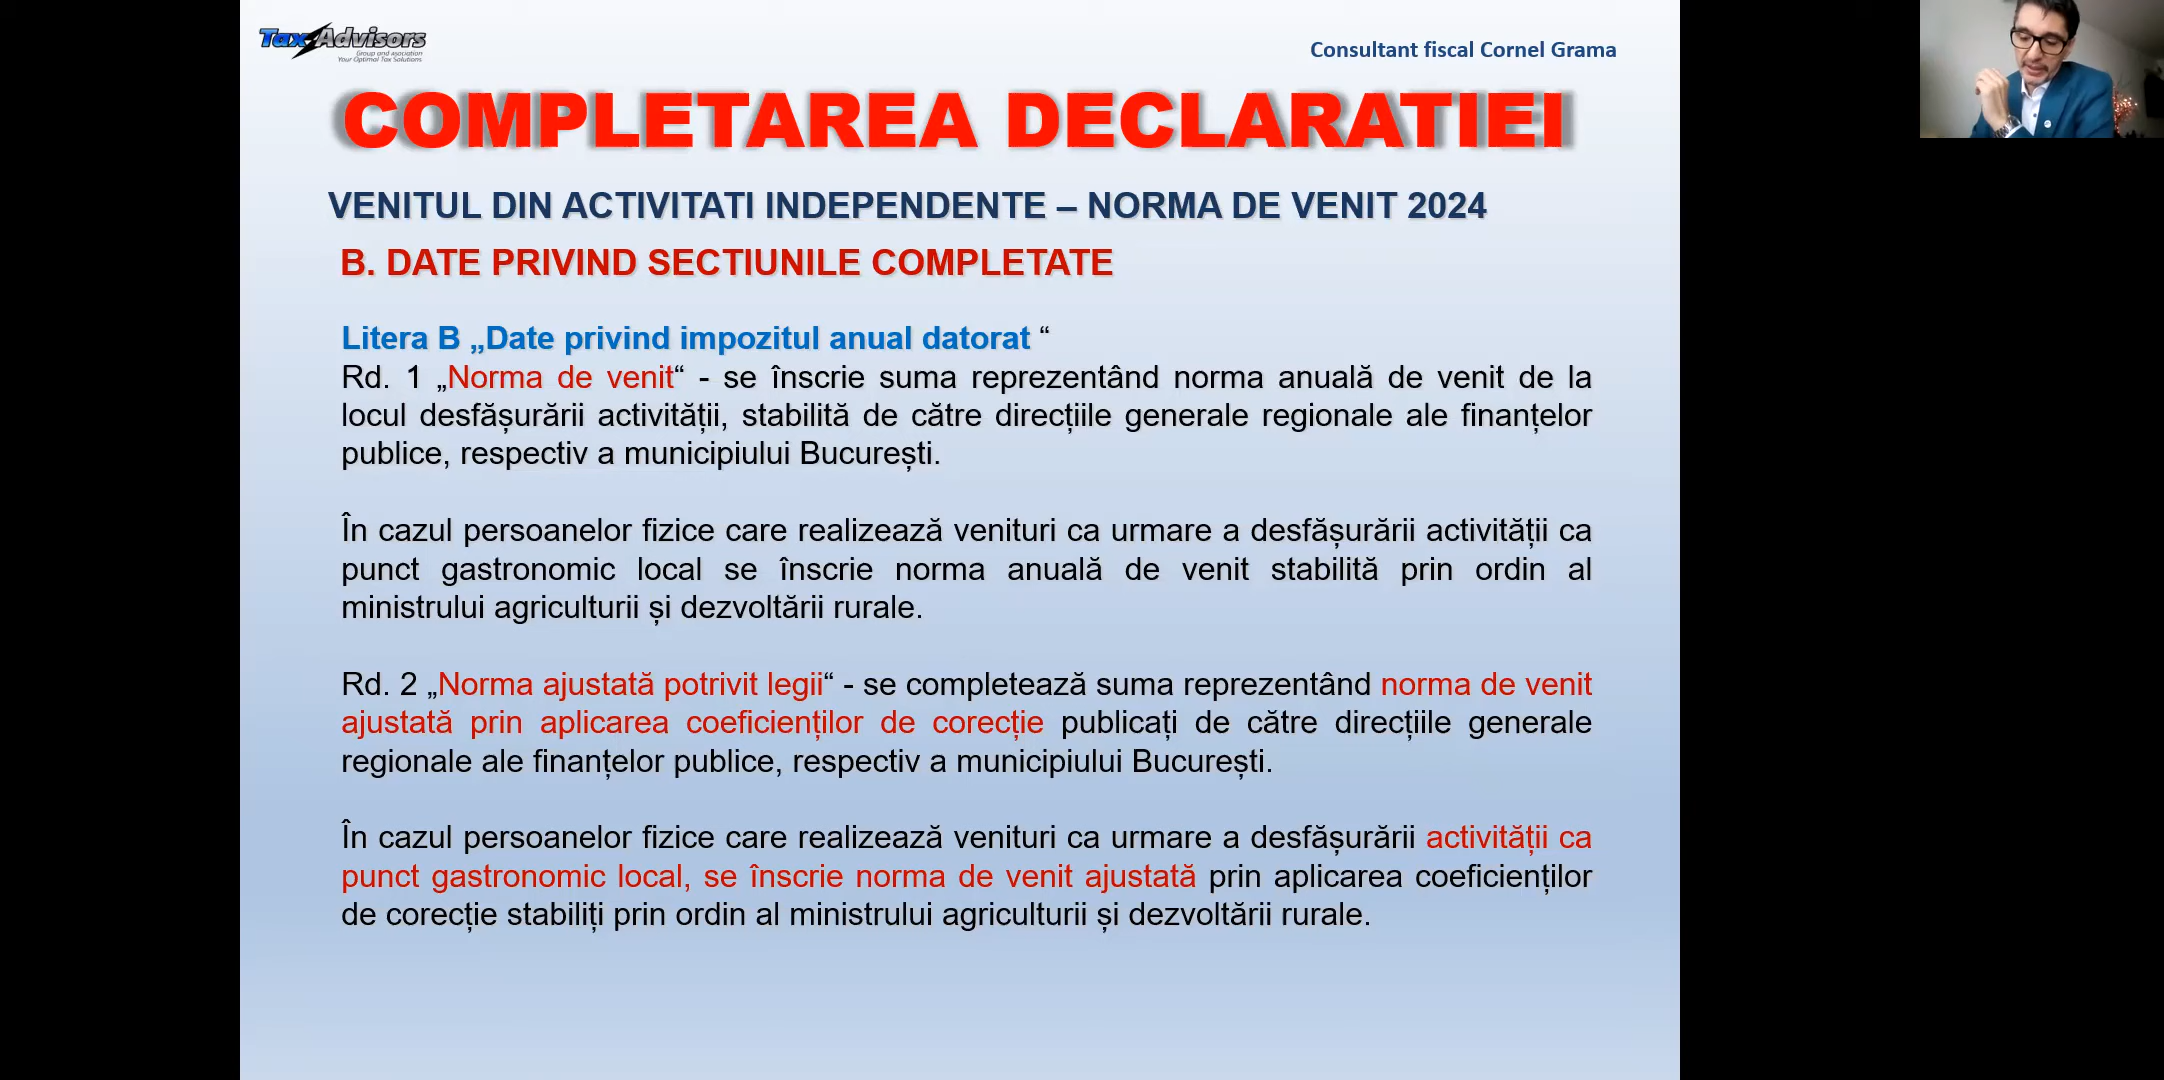 Tax Advisors
Group and Asociation
Your Optimal Tax Solutions
Consultant fiscal Cornel Grama
COMPLETAREA DECLARATIEI
VENITUL DIN ACTIVITATI INDEPENDENTE – NORMA DE VENIT 2024
B. DATE PRIVIND SECTIUNILE COMPLETATE
Litera B „Date privind impozitul anual datorat “
Rd. 1 „Norma de venit“ - se înscrie suma reprezentând norma anuală de venit de la
locul desfășurării activității, stabilită de către direcțiile generale regionale ale finanțelor
publice, respectiv a municipiului București.
În cazul persoanelor fizice care realizează venituri ca urmare a desfășurării activității ca
punct gastronomic local se înscrie norma anuală de venit stabilită prin ordin al
ministrului agriculturii și dezvoltării rurale.
Rd. 2 „Norma ajustată potrivit legii“ - se completează suma reprezentând norma de venit
ajustată prin aplicarea coeficienților de corecție publicați de către direcțiile generale
regionale ale finanțelor publice, respectiv a municipiului București.
În cazul persoanelor fizice care realizează venituri ca urmare a desfășurării activității ca
punct gastronomic local, se înscrie norma de venit ajustată prin aplicarea coeficienților
de corecție stabiliți prin ordin al ministrului agriculturii și dezvoltării rurale.